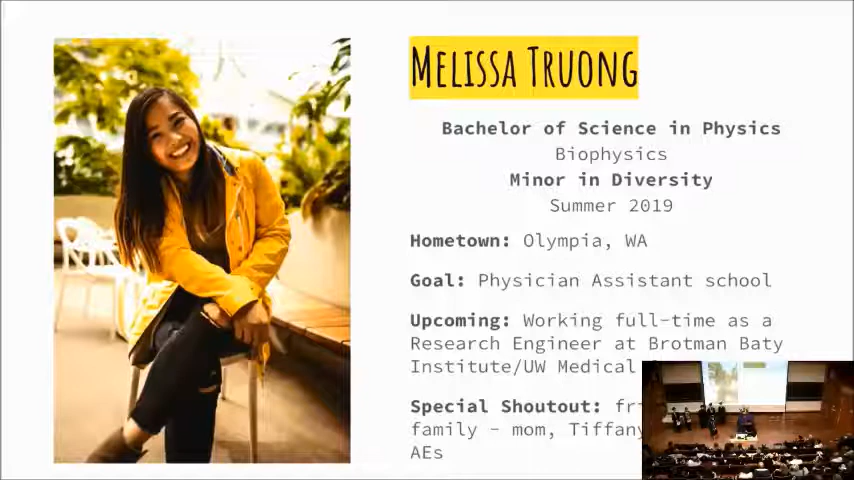 MELISSA TRUONG
Bachelor of Science in Physics
Biophysics
Minor in Diversity
Summer 2019
Hometown: Olympia, WA
Goal: Physician Assistant school
Upcoming: Working full-time as a
Research Engineer at Brotman Baty
Institute/UW Medical
Special Shoutout:
family - mom, Tiffany
AEs